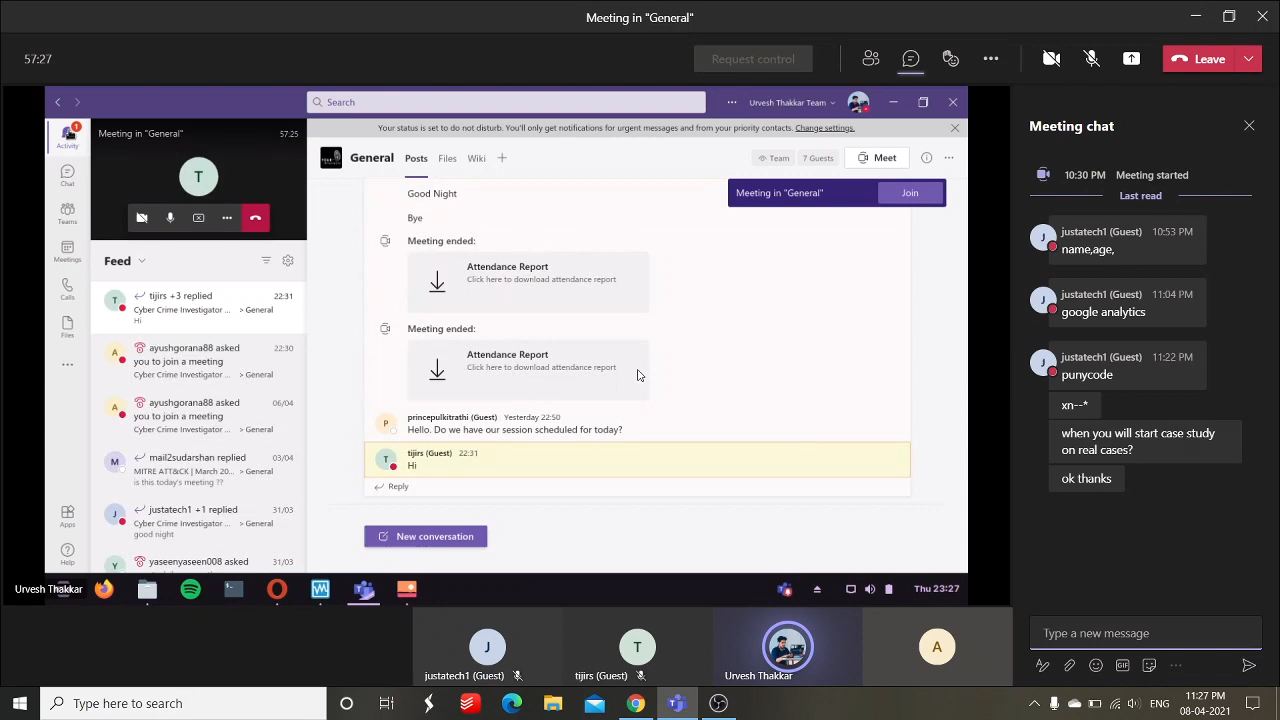 Meeting in "General"
57:27
Request control
Leave
Search
Urvesh Thakkar Team
Your status is set to do not disturb. You'll only get notifications for urgent messages and from your priority contacts. Change settings.
1
Activity
Chat
Teams
Meetings
Calls
Files
Apps
Help
Meeting in "General"
57:25
T
Feed
T
tijirs +3 replied
22:31
Cyber Crime Investigator ... > General
Hi
A
ayushgorana88 asked
22:30
you to join a meeting
Cyber Crime Investigator ... > General
A
ayushgorana88 asked
06/04
you to join a meeting
Cyber Crime Investigator ... > General
M
mail2sudarshan replied
03/04
MITRE ATT&CK | March 20... > General
is this today's meeting ??
J
justatech1 +1 replied
31/03
Cyber Crime Investigator ... > General
good night
Y
yaseenyaseen008 asked
31/03
you to join a meeting
General
Posts
Files
Wiki
Team
7 Guests
Meet
Meeting in "General"
Join
Good Night
Bye
Meeting ended:
Attendance Report
Click here to download attendance report
Meeting ended:
Attendance Report
Click here to download attendance report
P
princepulkitrathi (Guest) Yesterday 22:50
Hello. Do we have our session scheduled for today?
T
tijirs (Guest) 22:31
Hi
Reply
New conversation
Urvesh Thakkar
Thu 23:27
J
justatech1 (Guest)
T
tijirs (Guest)
Urvesh Thakkar
A
Meeting chat
10:30 PM Meeting started
Last read
J
justatech1 (Guest) 10:53 PM
name,age,
J
justatech1 (Guest) 11:04 PM
google analytics
J
justatech1 (Guest) 11:22 PM
punycode
xn--*
when you will start case study
on real cases?
ok thanks
Type a new message
GIF
Type here to search
11:27 PM
08-04-2021